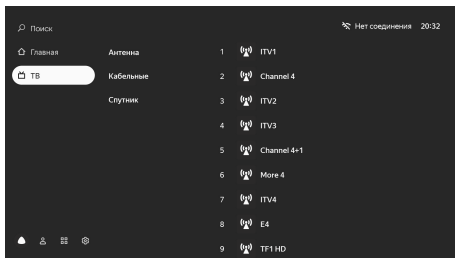 Поиск
Нет соединения 20:32
Главная
ТВ
Антенна
Кабельные
Спутник
1 ITV1
2 Channel 4
3 ITV2
4 ITV3
5 Channel 4+1
6 More 4
7 ITV4
8 E4
9 TF1 HD